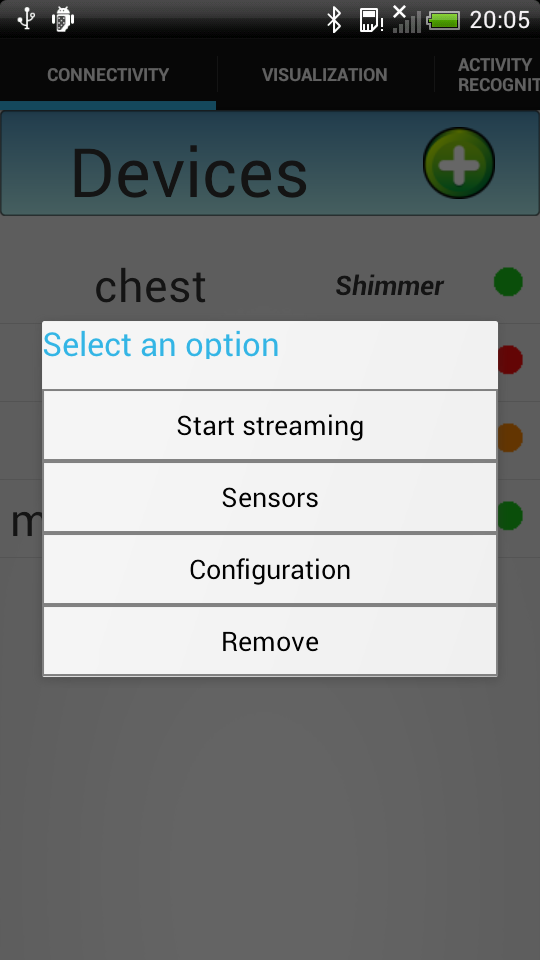 20:05
CONNECTIVITY
VISUALIZATION
ACTIVITY
RECOGNIT
Devices
chest
Shimmer
Select an option
Start streaming
Sensors
Configuration
Remove
m